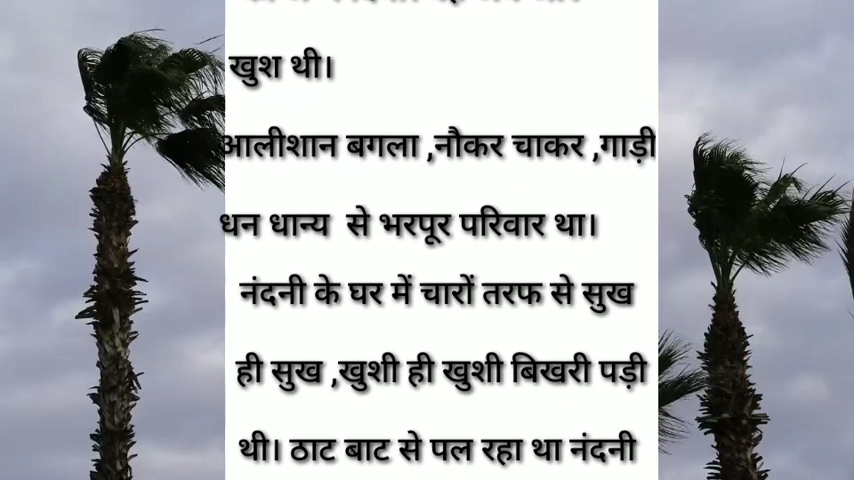 खुश थी।
आलीशान बगला ,नौकर चाकर ,गाड़ी
धन धान्य से भरपूर परिवार था।
नंदनी के घर में चारों तरफ से सुख
ही सुख ,खुशी ही खुशी बिखरी पड़ी
थी। ठाट बाट से पल रहा था नंदनी